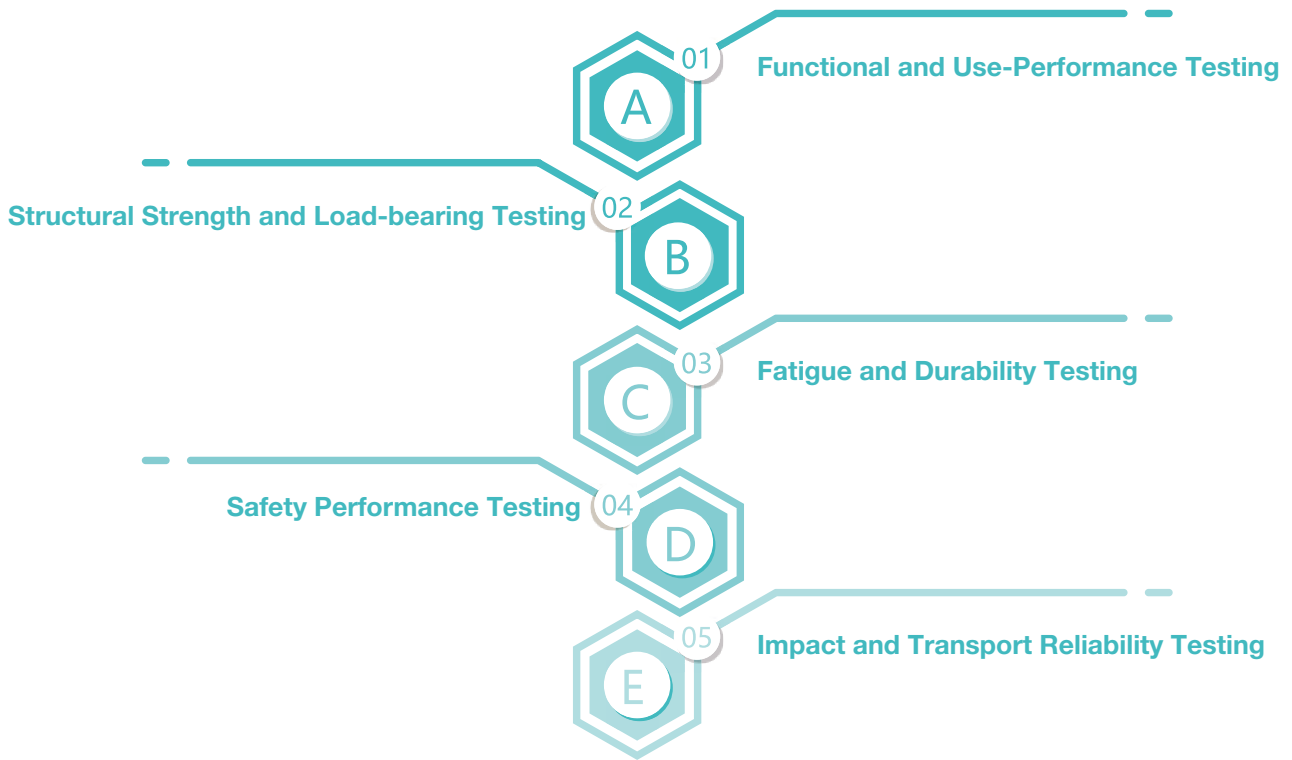 01
Functional and Use-Performance Testing
A
02
Structural Strength and Load-bearing Testing
B
03
Fatigue and Durability Testing
C
04
Safety Performance Testing
D
05
Impact and Transport Reliability Testing
E